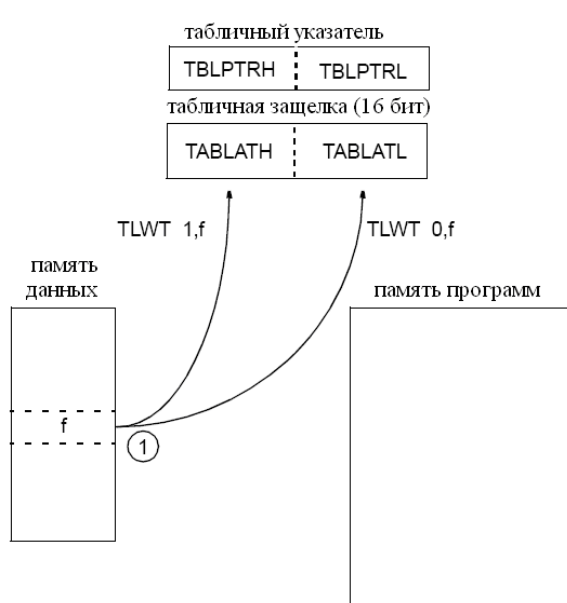 табличный указатель
TBLPTRH TBLPTRL
табличная защелка (16 бит)
TABLATH TABLATL
TLWT 1,f
TLWT 0,f
память
данных
память программ
f
1